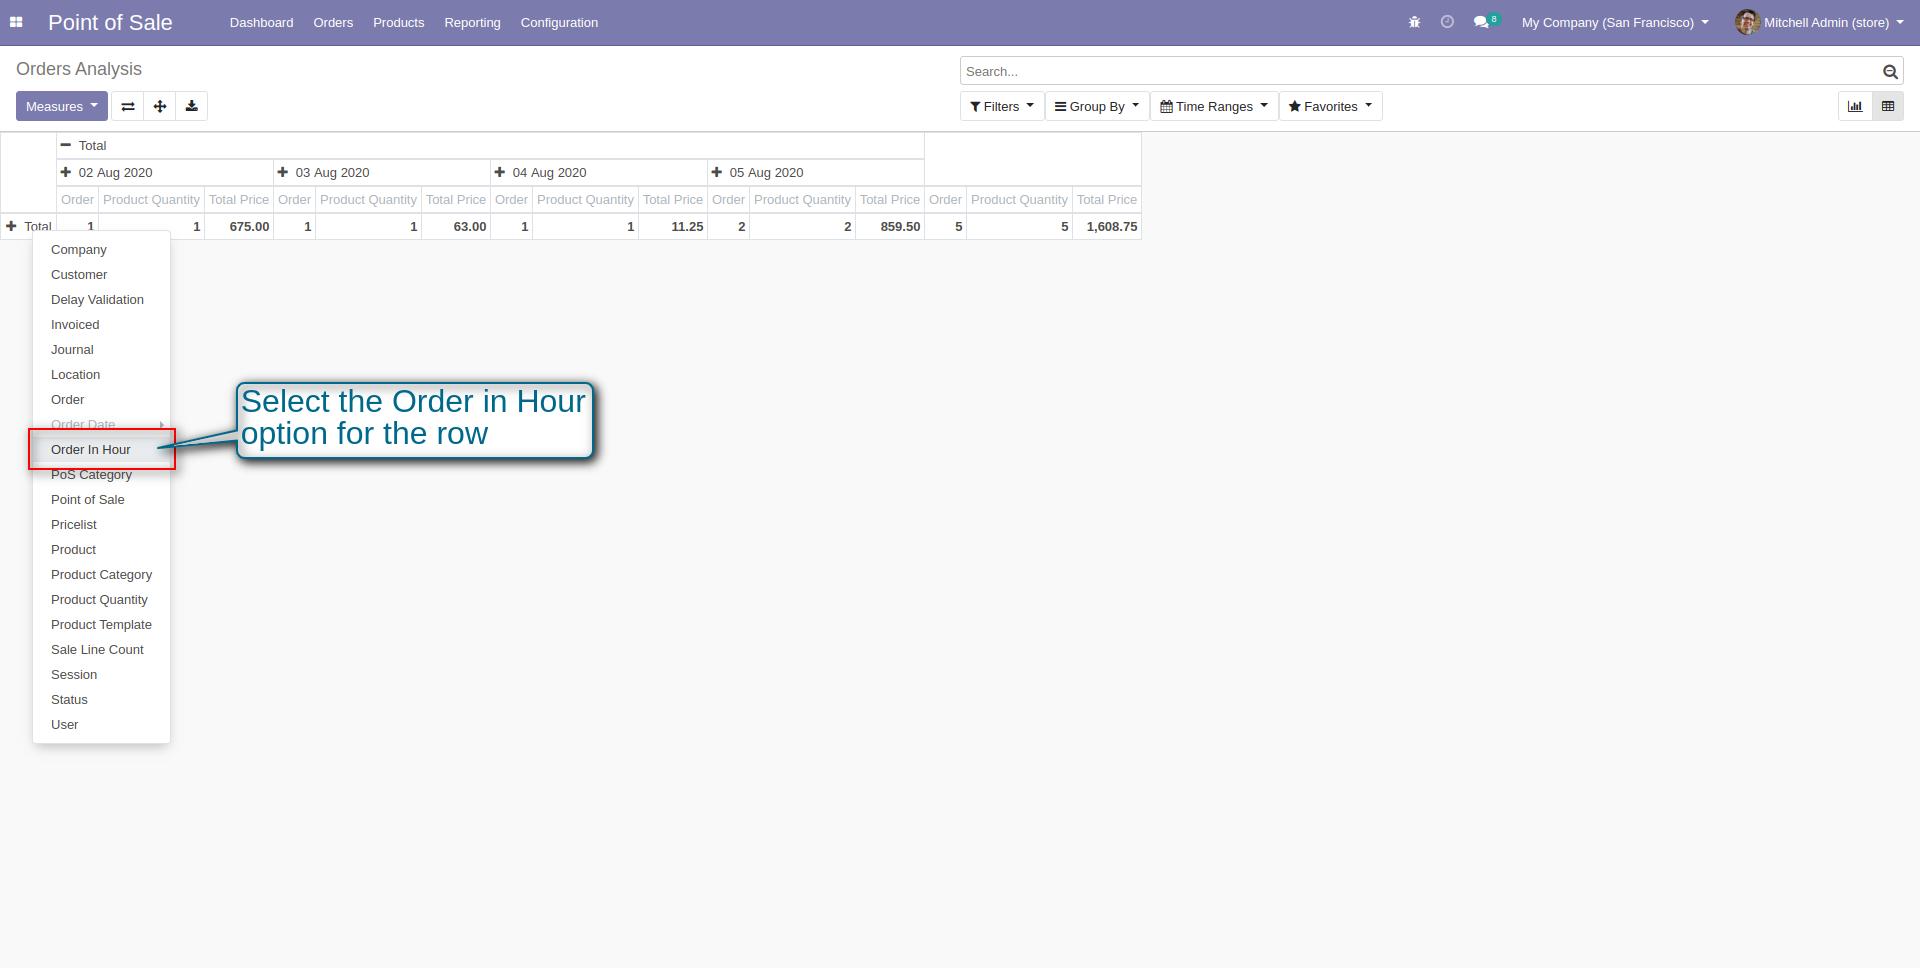 Point of Sale Dashboard Orders Products Reporting Configuration 8 My Company (San Francisco) Mitchell Admin (store)
Orders Analysis
Search...
Measures
Filters Group By Time Ranges Favorites
Total
02 Aug 2020 03 Aug 2020 04 Aug 2020 05 Aug 2020
Order Product Quantity Total Price Order Product Quantity Total Price Order Product Quantity Total Price Order Product Quantity Total Price Order Product Quantity Total Price
Total 1 1 675.00 1 1 63.00 1 1 11.25 2 2 859.50 5 5 1,608.75
Company
Customer
Delay Validation
Invoiced
Journal
Location
Order
Order Date
Order In Hour
PoS Category
Point of Sale
Pricelist
Product
Product Category
Product Quantity
Product Template
Sale Line Count
Session
Status
User
Select the Order in Hour
option for the row